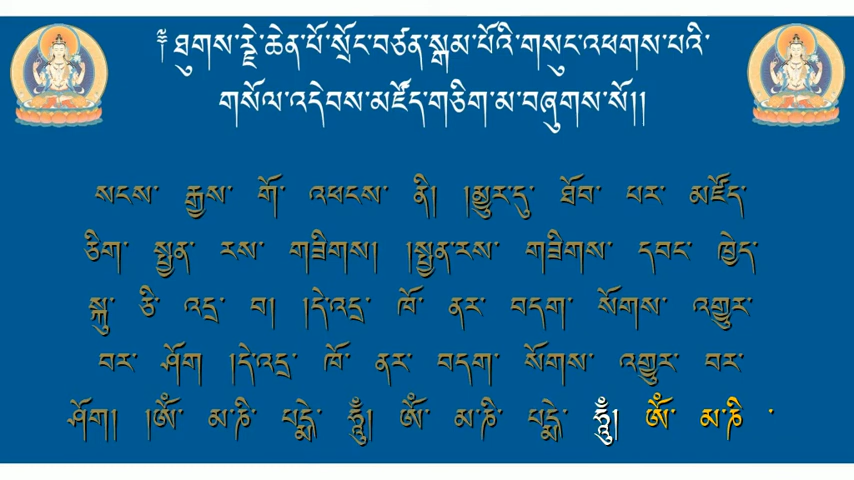 ༈ ཐུགས་རྗེ་ཆེན་པོ་སྲོང་བཙན་སྒམ་པོའི་གསུང་འཕགས་པའི་
གསོལ་འདེབས་མཛོད་གཅིག་མ་བཞུགས་སོ།།
སངས་ རྒྱས་ གོ་ འཕངས་ ནི། །མྱུར་དུ་ ཐོབ་ པར་ མཛོད་
ཅིག་ སྤྱན་ རས་ གཟིགས། །སྤྱན་རས་ གཟིགས་ དབང་ ཁྱེད་
སྐུ་ ཅི་ འདྲ་ བ། །དེ་འདྲ་ ཁོ་ ནར་ བདག་ སོགས་ འགྱུར་
བར་ ཤོག །དེ་འདྲ་ ཁོ་ ནར་ བདག་ སོགས་ འགྱུར་ བར་
ཤོག། །ཨོཾ་ མ་ཎི་ པདྨེ་ ཧཱུྃ། ཨོཾ་ མ་ཎི་ པདྨེ་ ཧཱུྃ། ཨོཾ་ མ་ཎི ་